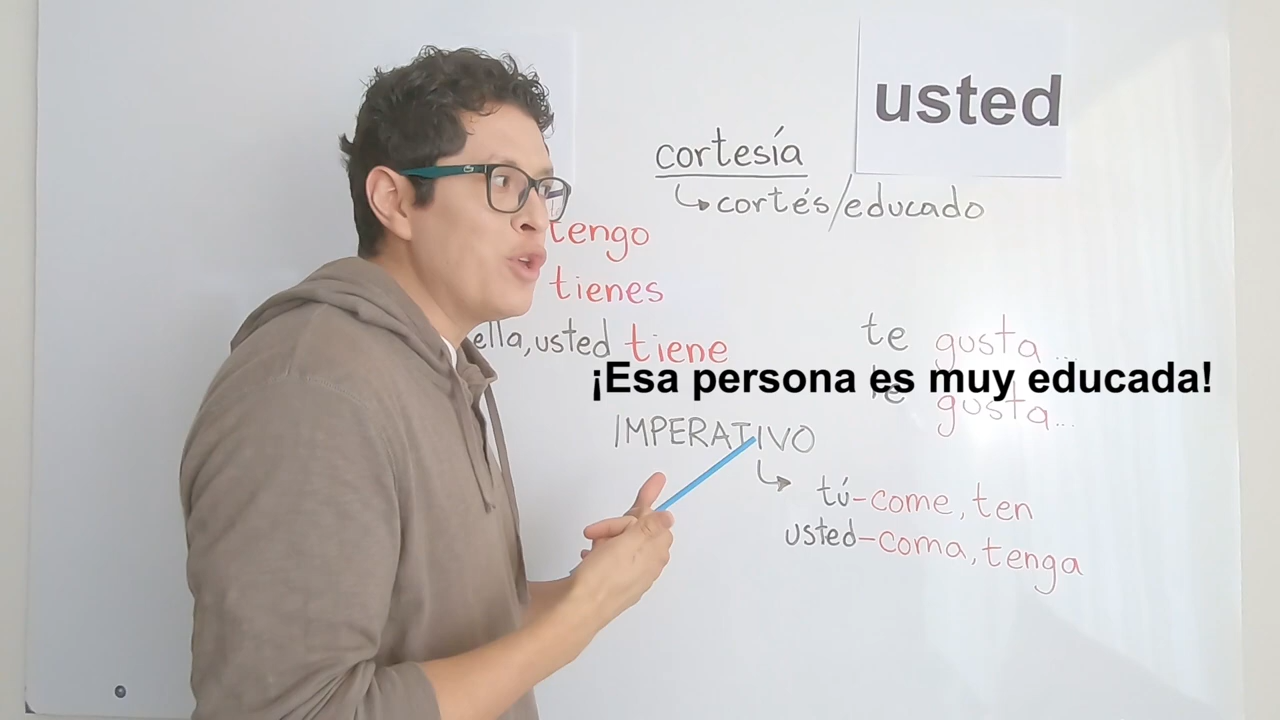 usted
cortesía
cortés/educado
tengo
tienes
ella, usted tiene
te gusta...
¡Esa persona es muy educada!
te gusta...
IMPERATIVO
tú-come, ten
usted-coma, tenga